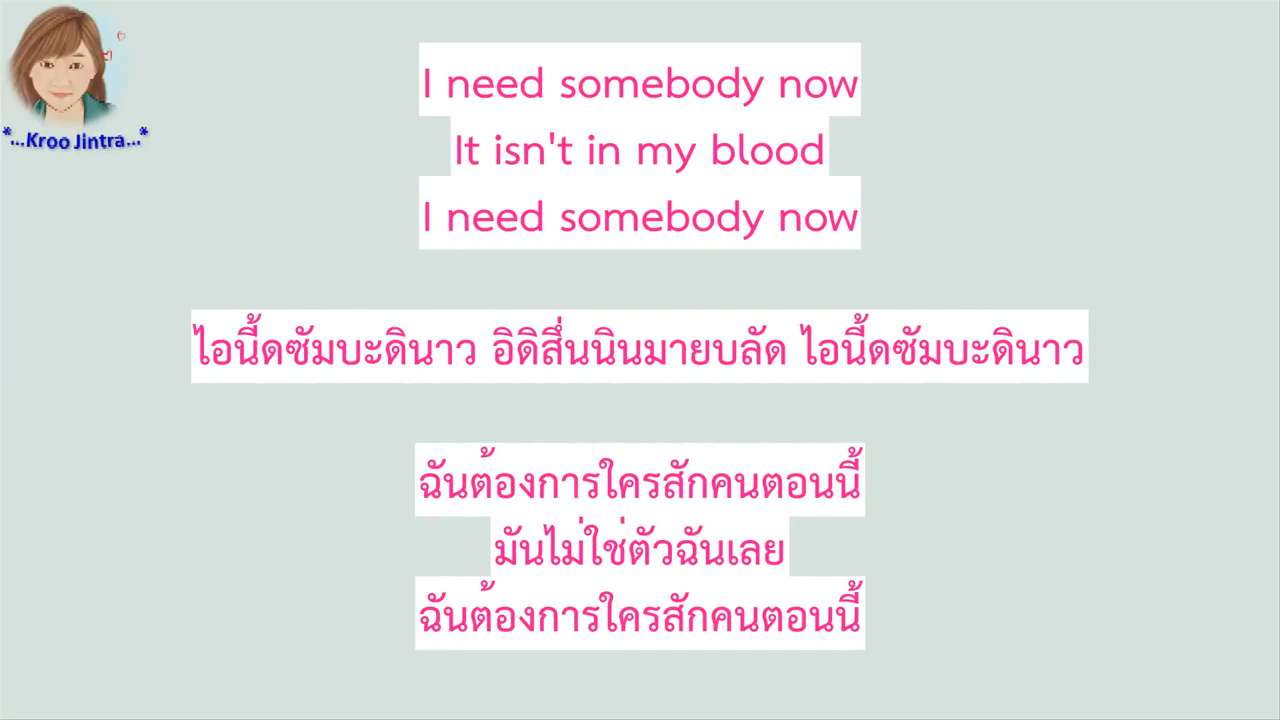 *...Kroo Jintra...*
I need somebody now
It isn't in my blood
I need somebody now
ไอนี้ดซัมบะดินาว อิดิสึ่นนินมายบลัด ไอนี้ดซัมบะดินาว
ฉันต้องการใครสักคนตอนนี้
มันไม่ใช่ตัวฉันเลย
ฉันต้องการใครสักคนตอนนี้